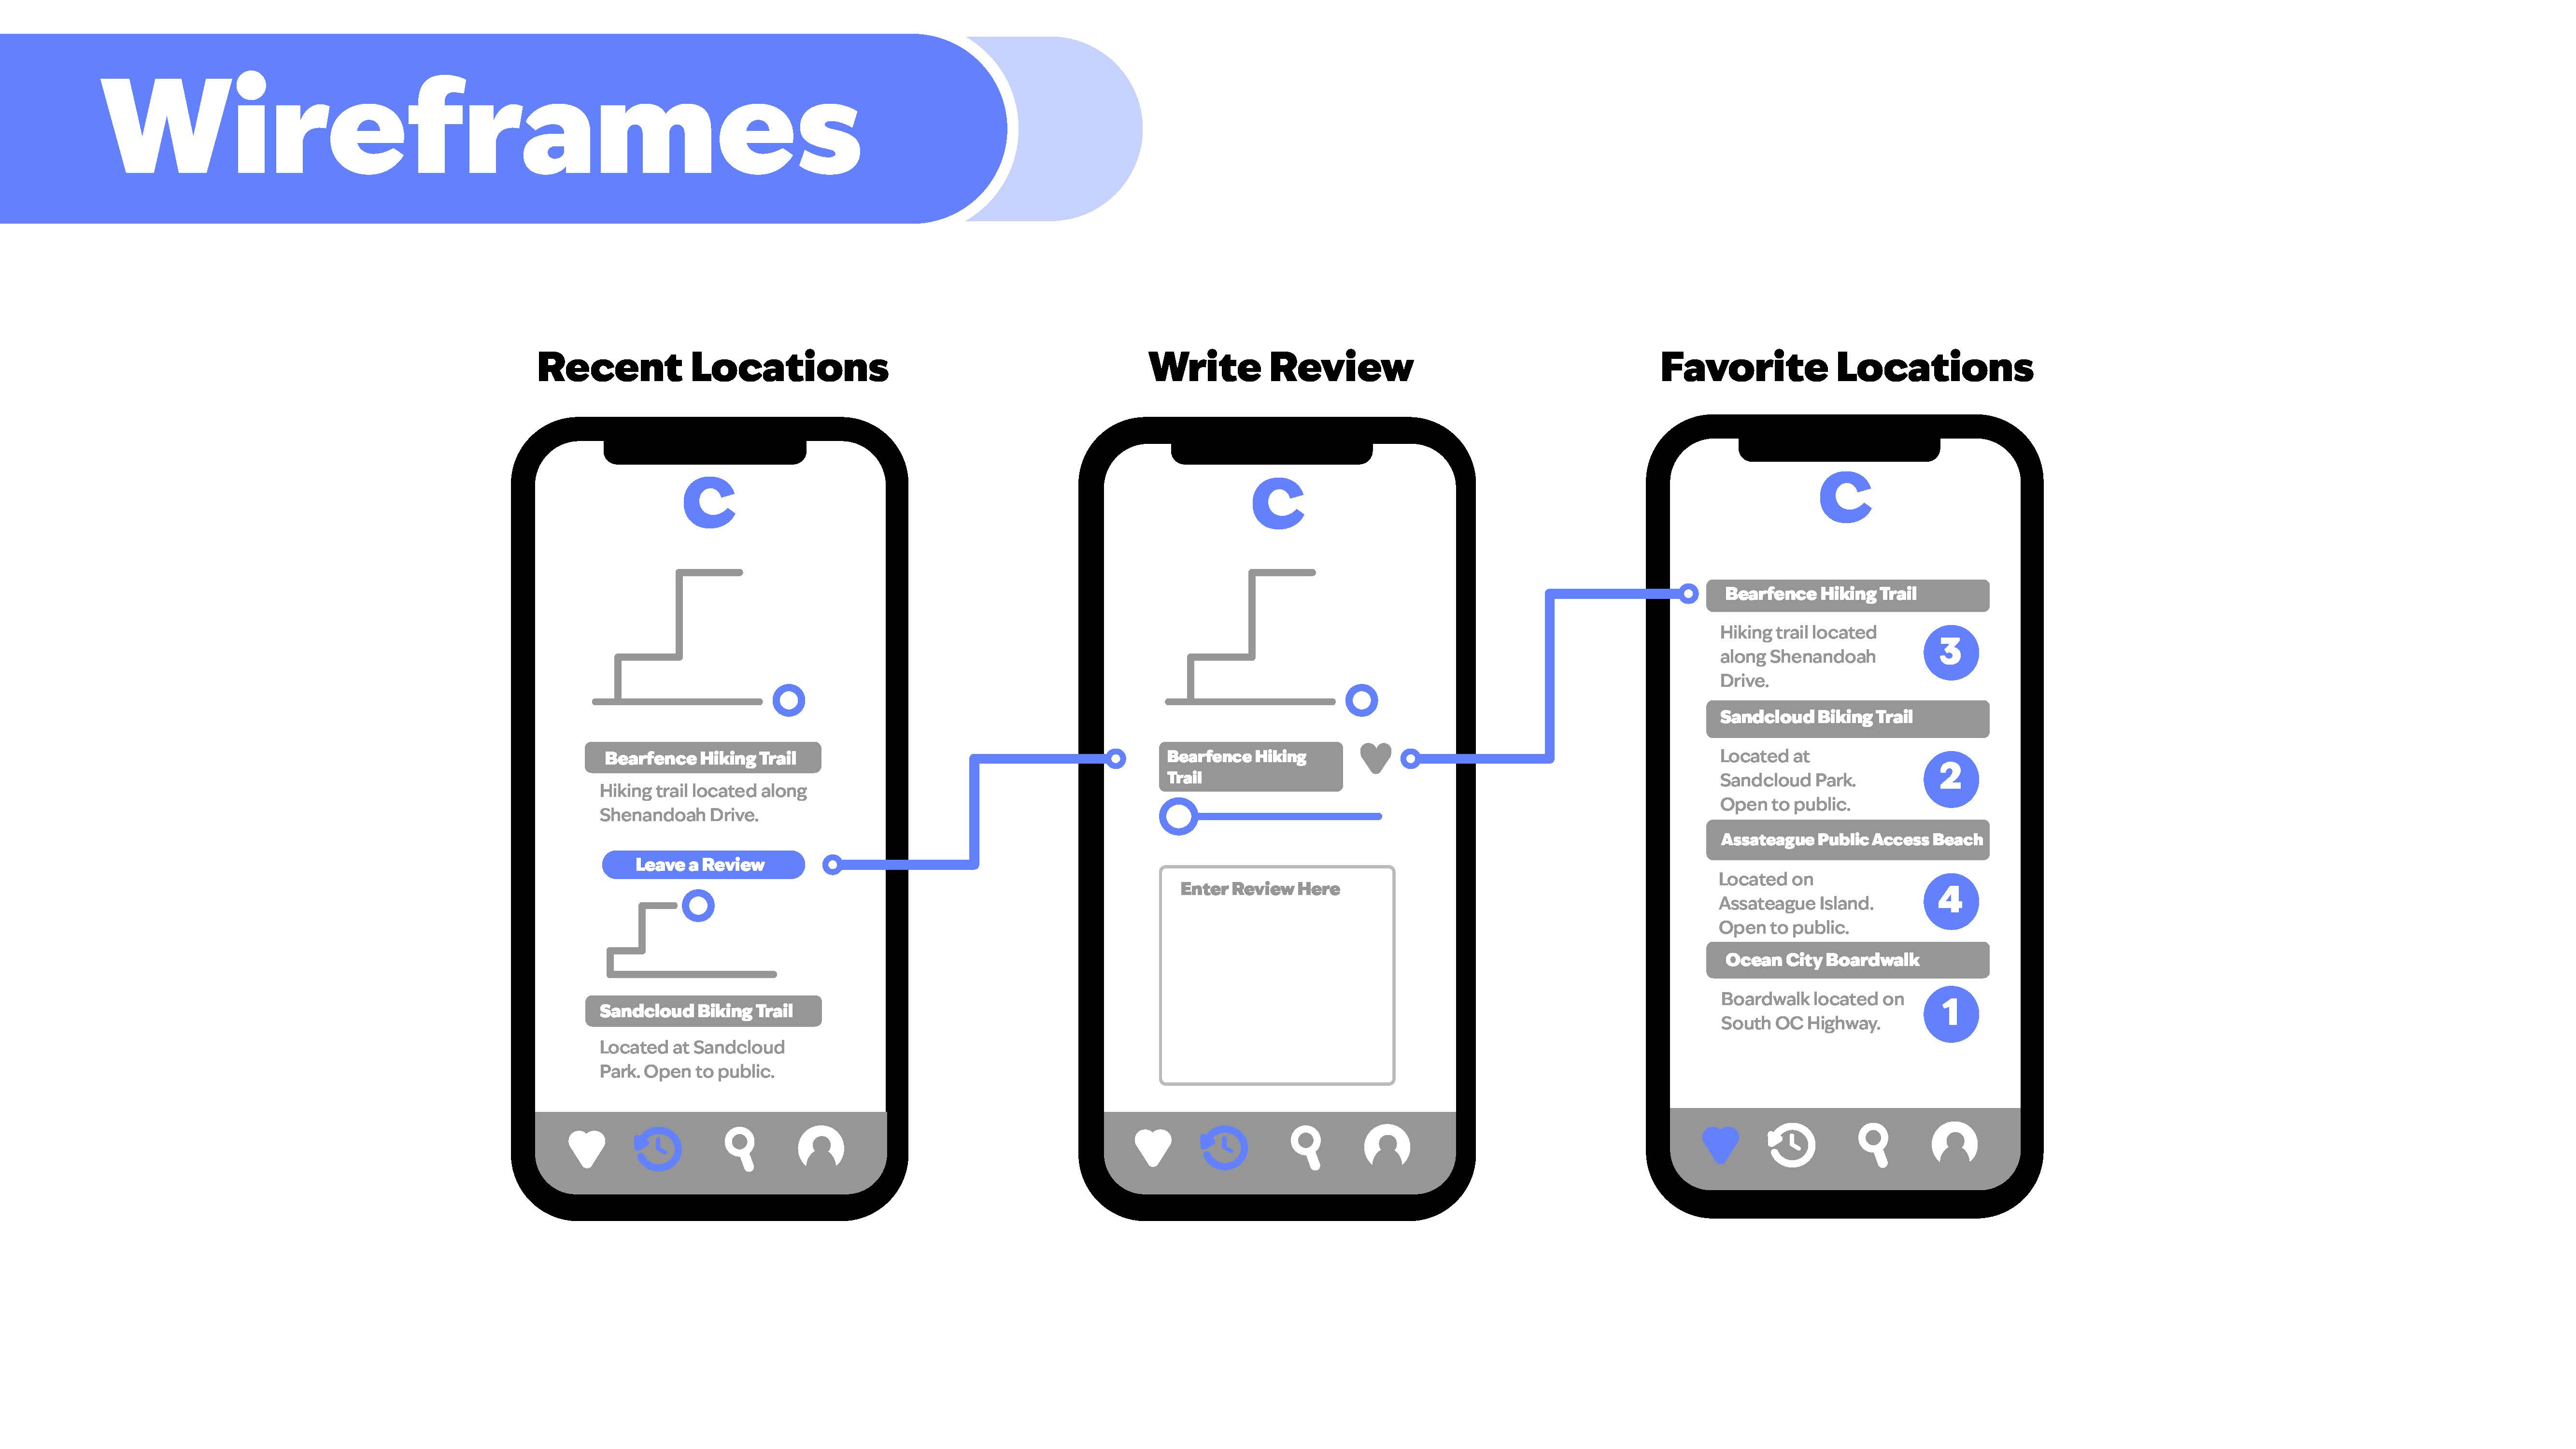 Wireframes
Recent Locations
C
Bearfence Hiking Trail
Hiking trail located along
Shenandoah Drive.
Leave a Review
Sandcloud Biking Trail
Located at Sandcloud
Park. Open to public.
Write Review
C
Bearfence Hiking
Trail
Enter Review Here
Favorite Locations
C
Bearfence Hiking Trail
Hiking trail located
along Shenandoah
Drive.
3
Sandcloud Biking Trail
Located at
Sandcloud Park.
Open to public.
2
Assateague Public Access Beach
Located on
Assateague Island.
Open to public.
4
Ocean City Boardwalk
Boardwalk located on
South OC Highway.
1